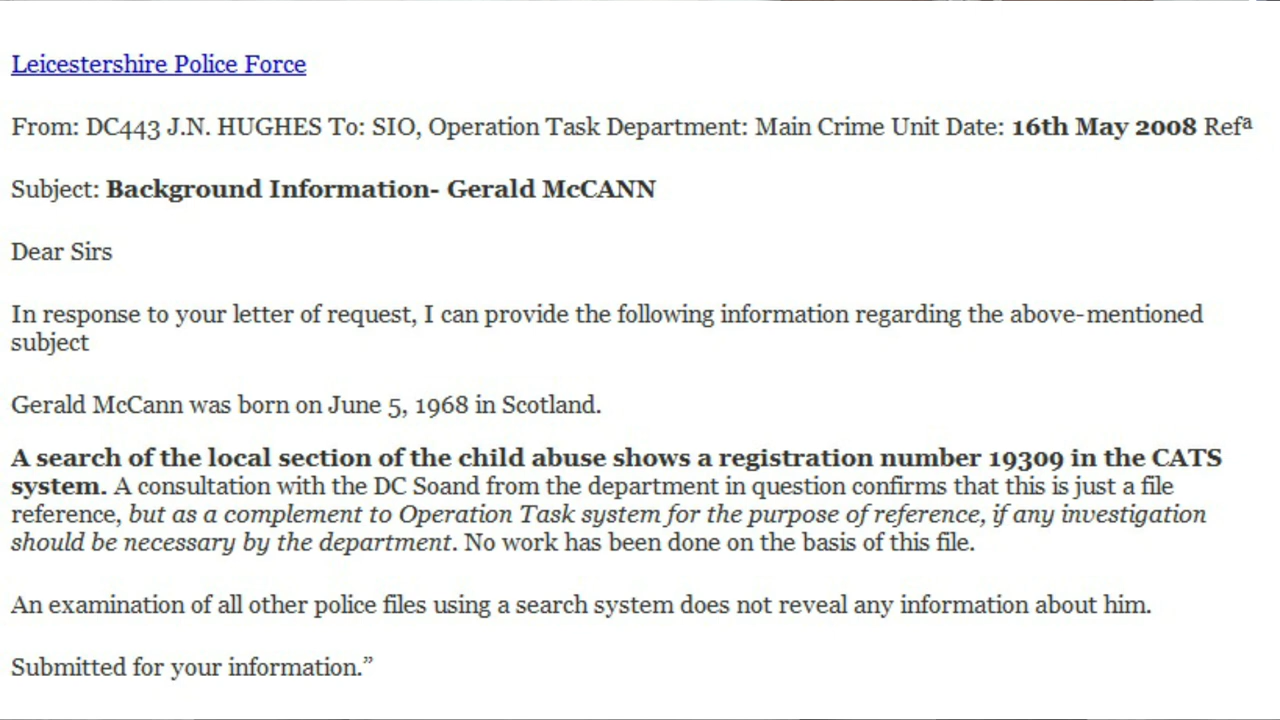 Leicestershire Police Force
From: DC443 J.N. HUGHES To: SIO, Operation Task Department: Main Crime Unit Date: 16th May 2008 Refª
Subject: Background Information- Gerald McCANN
Dear Sirs
In response to your letter of request, I can provide the following information regarding the above-mentioned
subject
Gerald McCann was born on June 5, 1968 in Scotland.
A search of the local section of the child abuse shows a registration number 19309 in the CATS
system. A consultation with the DC Soand from the department in question confirms that this is just a file
reference, but as a complement to Operation Task system for the purpose of reference, if any investigation
should be necessary by the department. No work has been done on the basis of this file.
An examination of all other police files using a search system does not reveal any information about him.
Submitted for your information.”